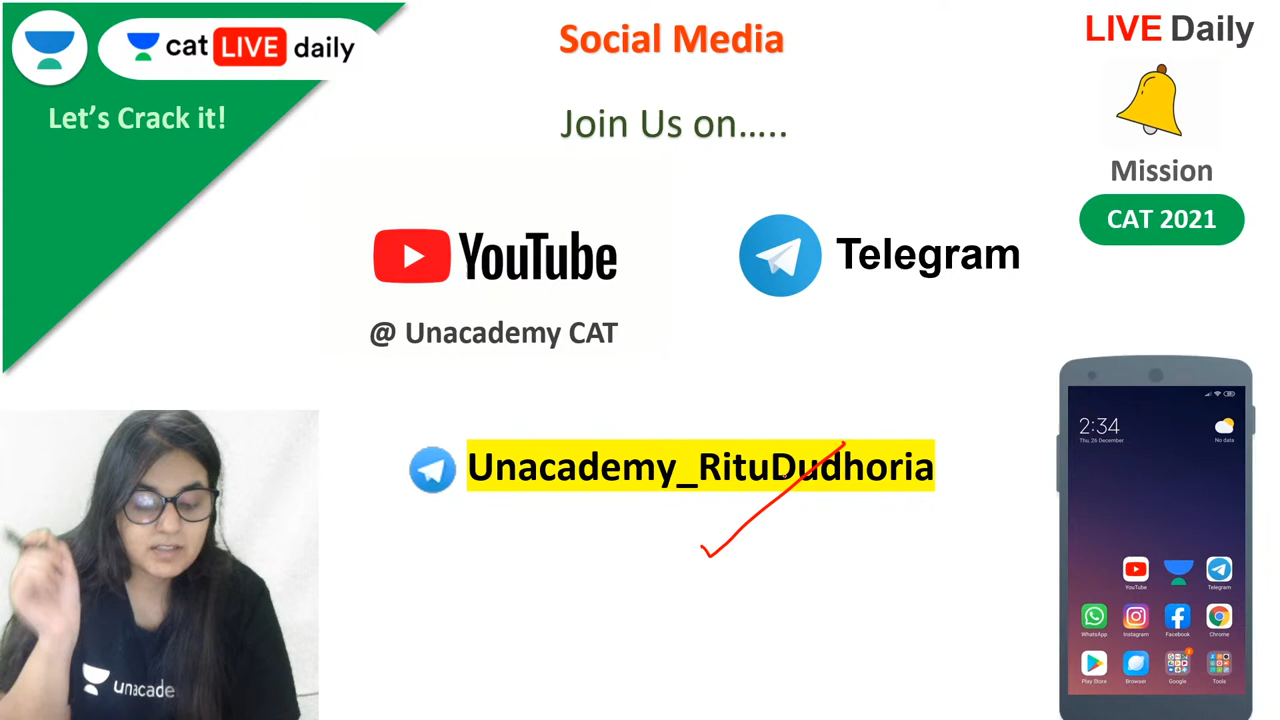 cat LIVE daily
Let's Crack it!
Social Media
Join Us on.....
LIVE Daily
Mission
CAT 2021
YouTube
@ Unacademy CAT
Telegram
Unacademy_RituDudhoria
unacade
2:34
Thu, 26 December
No data
YouTube
Telegram
WhatsApp
Instagram
Facebook
Chrome
Play Store
Browser
Google
Tools